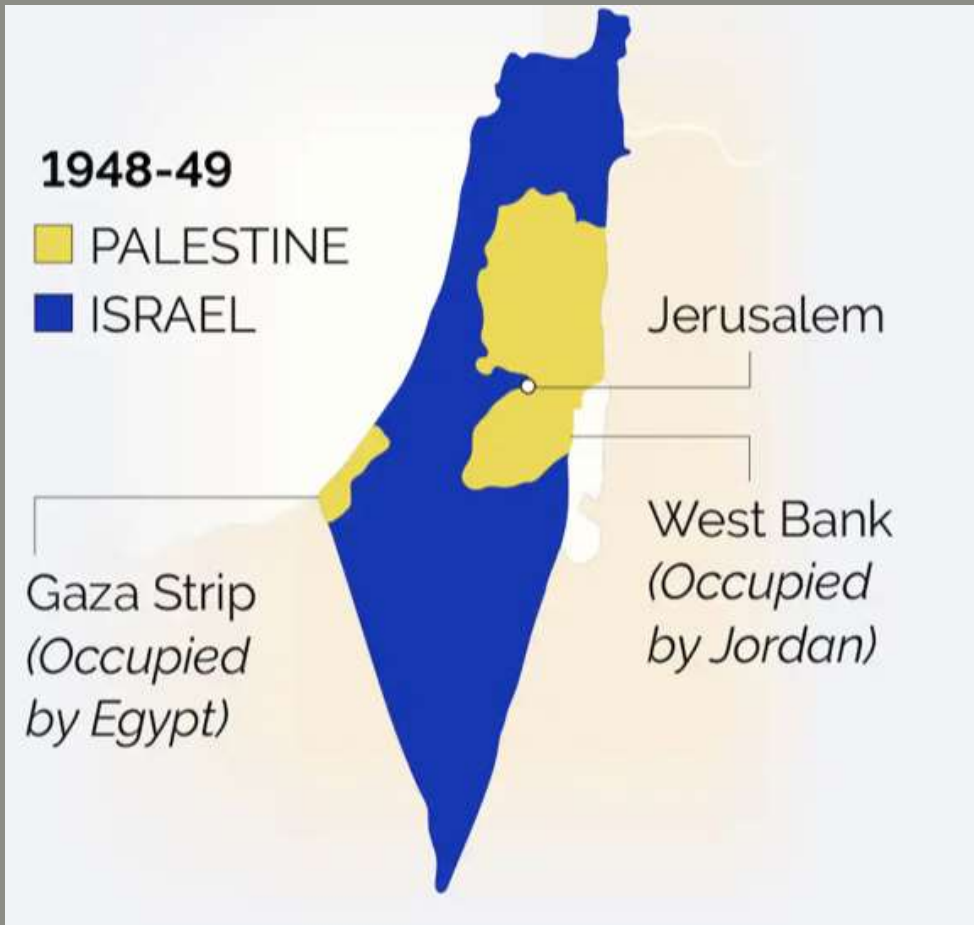 1948-49
PALESTINE
ISRAEL
Jerusalem
West Bank
(Occupied
by Jordan)
Gaza Strip
(Occupied
by Egypt)